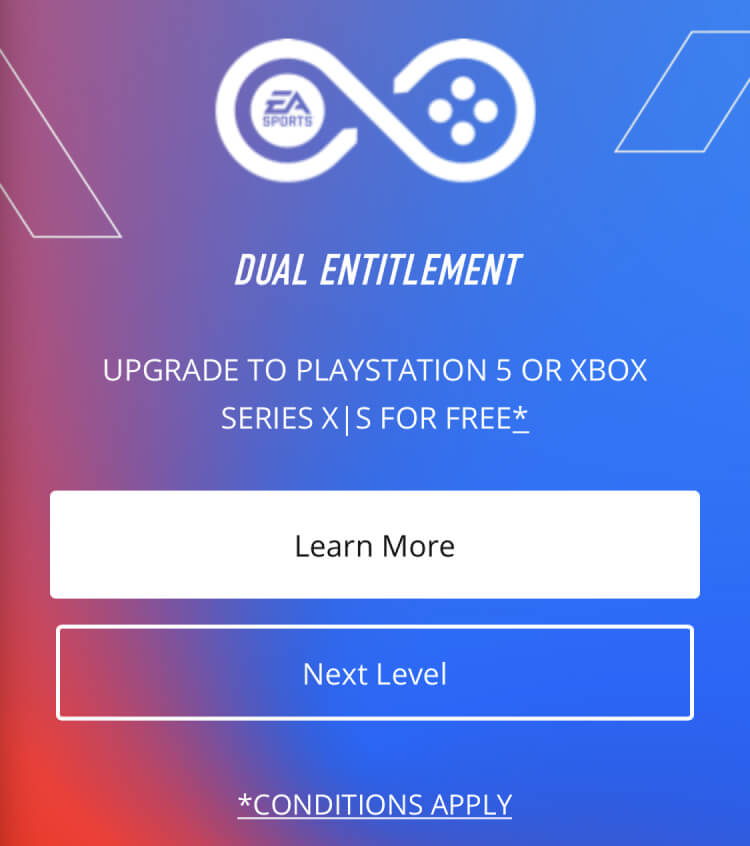 EA
SPORTS
DUAL ENTITLEMENT
UPGRADE TO PLAYSTATION 5 OR XBOX
SERIES X|S FOR FREE*
Learn More
Next Level
*CONDITIONS APPLY